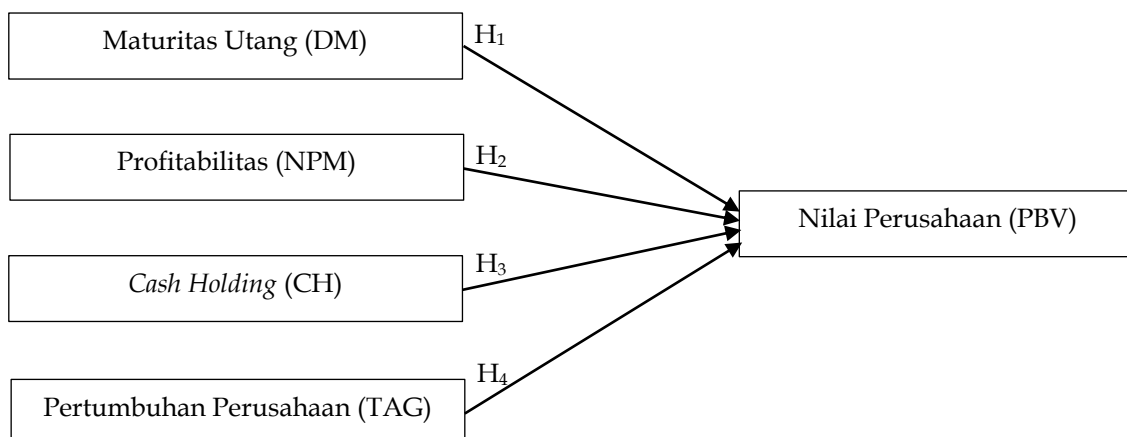 Maturitas Utang (DM)
H₁
Profitabilitas (NPM)
H₂
Cash Holding (CH)
H₃
Pertumbuhan Perusahaan (TAG)
H₄
Nilai Perusahaan (PBV)